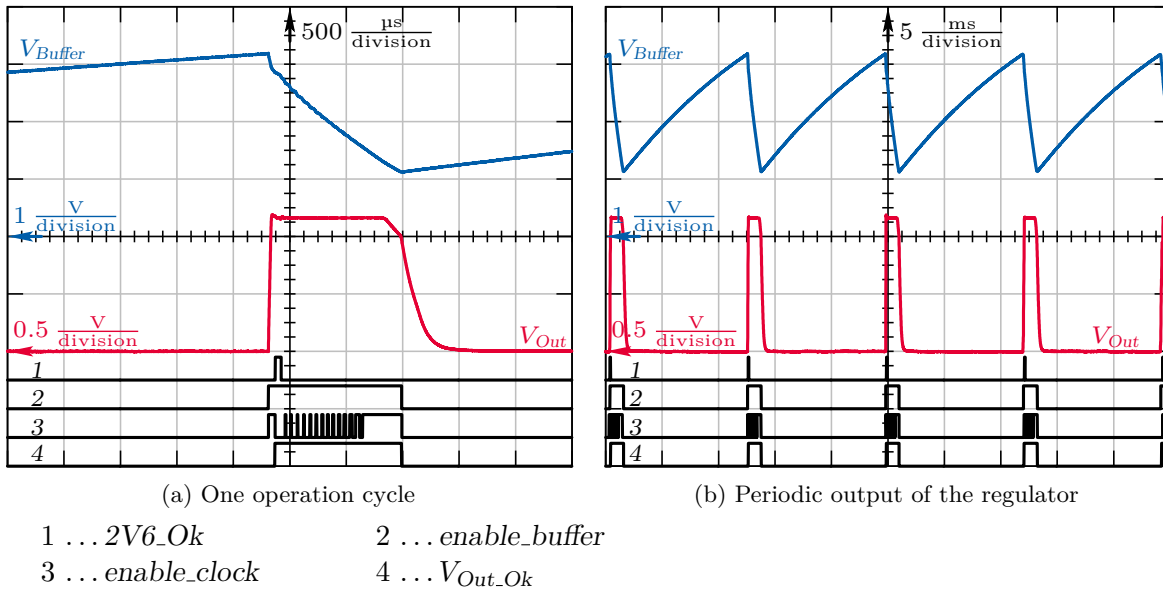 500 µs/division
V_Buffer
1 V/division
0.5 V/division
V_Out
1
2
3
4
5 ms/division
V_Buffer
1 V/division
0.5 V/division
V_Out
1
2
3
4
(a) One operation cycle
(b) Periodic output of the regulator
1 ... 2V6_Ok
2 ... enable_buffer
3 ... enable_clock
4 ... V_Out_Ok